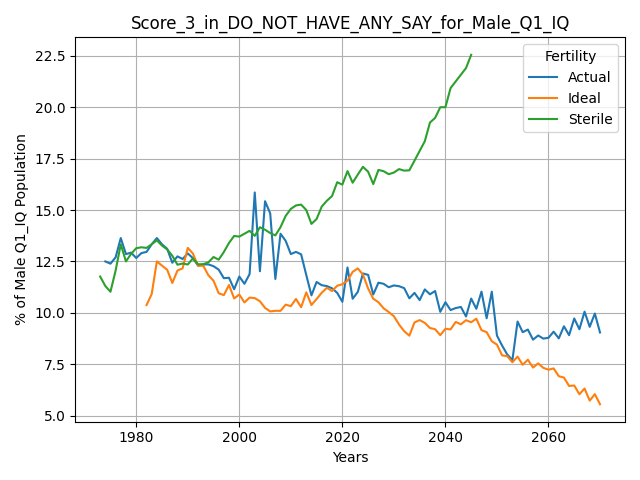 Score_3_in_DO_NOT_HAVE_ANY_SAY_for_Male_Q1_IQ
Fertility
Actual
Ideal
Sterile
% of Male Q1_IQ Population
22.5
20.0
17.5
15.0
12.5
10.0
7.5
5.0
1980 2000 2020 2040 2060
Years